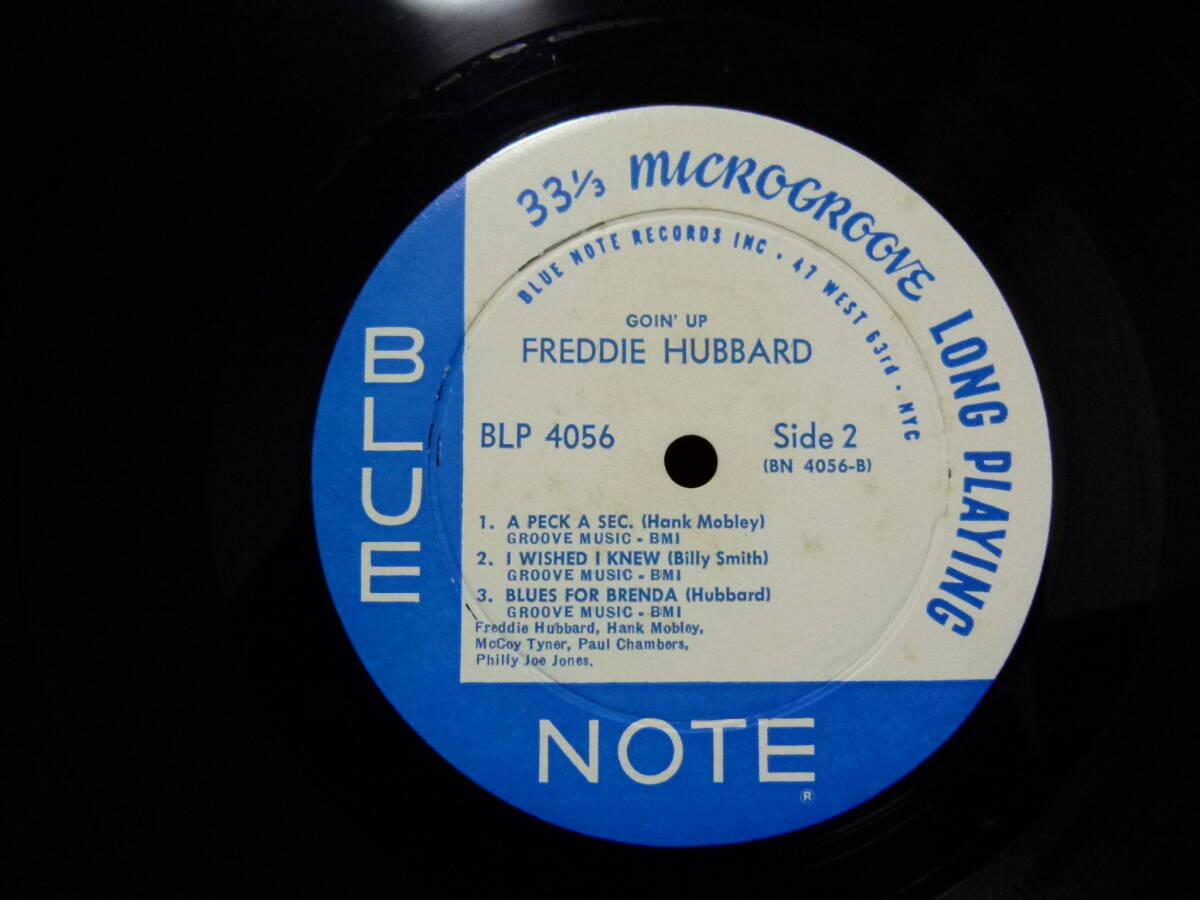 33⅓ MICROGROOVE LONG PLAYING
BLUE NOTE RECORDS INC • 47 WEST 63rd • NYC
GOIN' UP
FREDDIE HUBBARD
BLP 4056
Side 2
(BN 4056-B)
1. A PECK A SEC. (Hank Mobley)
GROOVE MUSIC - BMI
2. I WISHED I KNEW (Billy Smith)
GROOVE MUSIC - BMI
3. BLUES FOR BRENDA (Hubbard)
GROOVE MUSIC - BMI
Freddie Hubbard, Hank Mobley,
McCoy Tyner, Paul Chambers,
Philly Joe Jones.
BLUE
NOTE
®